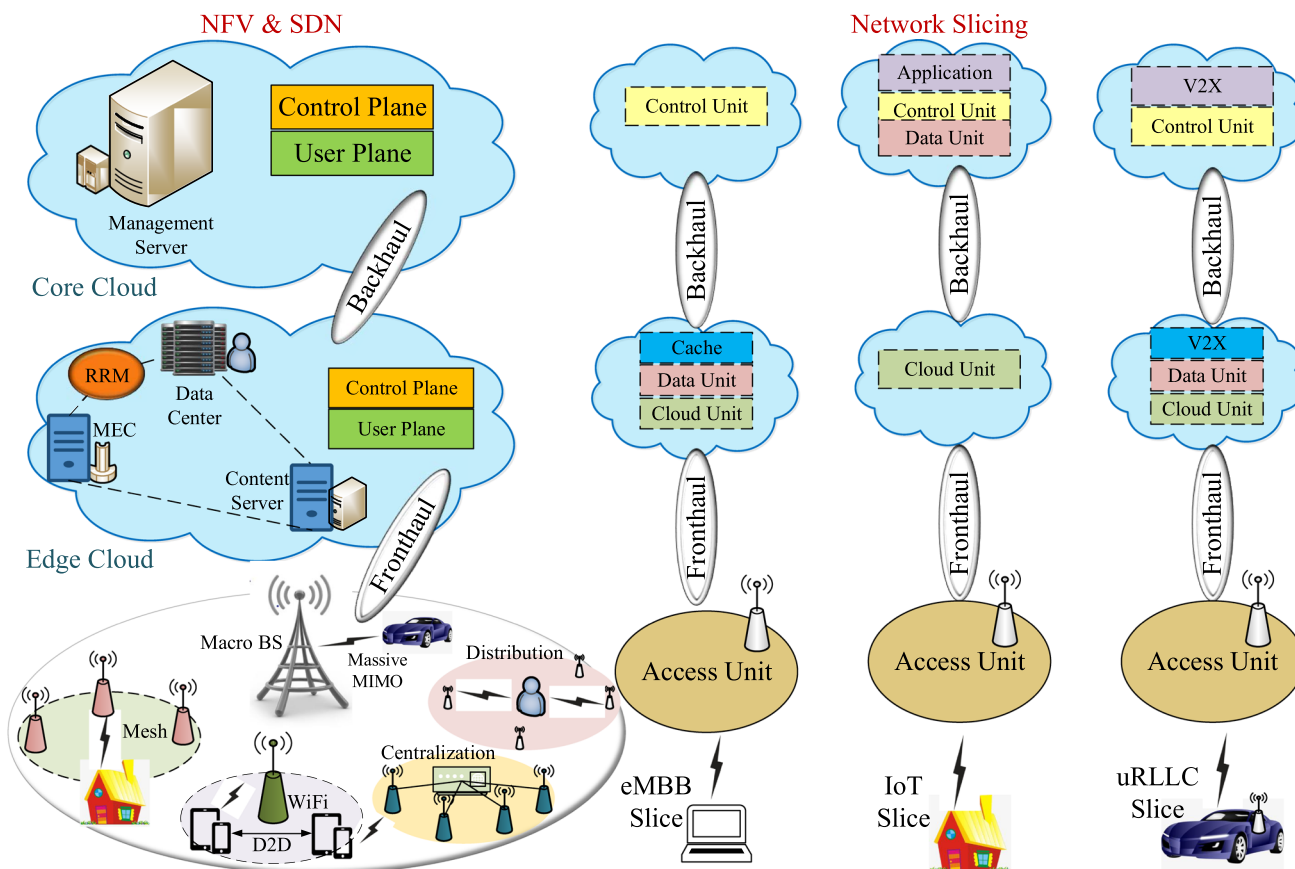 NFV & SDN
Control Plane
User Plane
Management
Server
Core Cloud
Backhaul
RRM
Data
Center
MEC
Content
Server
Control Plane
User Plane
Edge Cloud
Fronthaul
Macro BS
Massive
MIMO
Distribution
Mesh
Centralization
WiFi
D2D
Network Slicing
Control Unit
Backhaul
Cache
Data Unit
Cloud Unit
Fronthaul
Access Unit
eMBB
Slice
Application
Control Unit
Data Unit
Backhaul
Cloud Unit
Fronthaul
Access Unit
IoT
Slice
V2X
Control Unit
Backhaul
V2X
Data Unit
Cloud Unit
Fronthaul
Access Unit
uRLLC
Slice